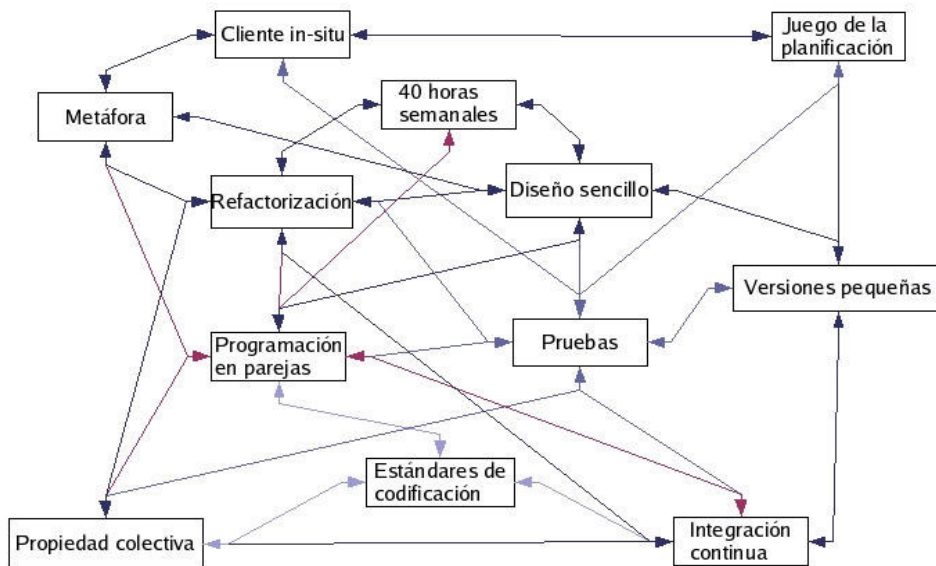 Cliente in-situ
Juego de la
planificación
40 horas
semanales
Metáfora
Refactorización
Diseño sencillo
Versiones pequeñas
Programación
en parejas
Pruebas
Estándares de
codificación
Propiedad colectiva
Integración
continua